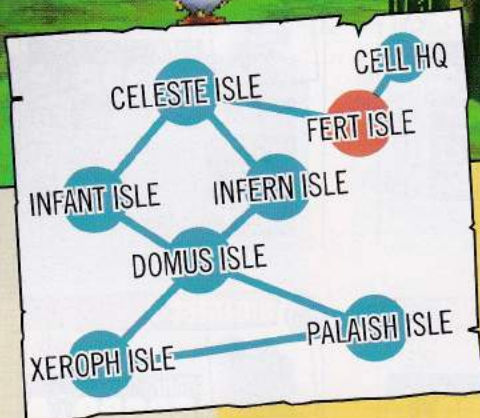 CELL HQ
CELESTE ISLE
FERT ISLE
INFANT ISLE
INFERN ISLE
DOMUS ISLE
PALAISH ISLE
XEROPH ISLE